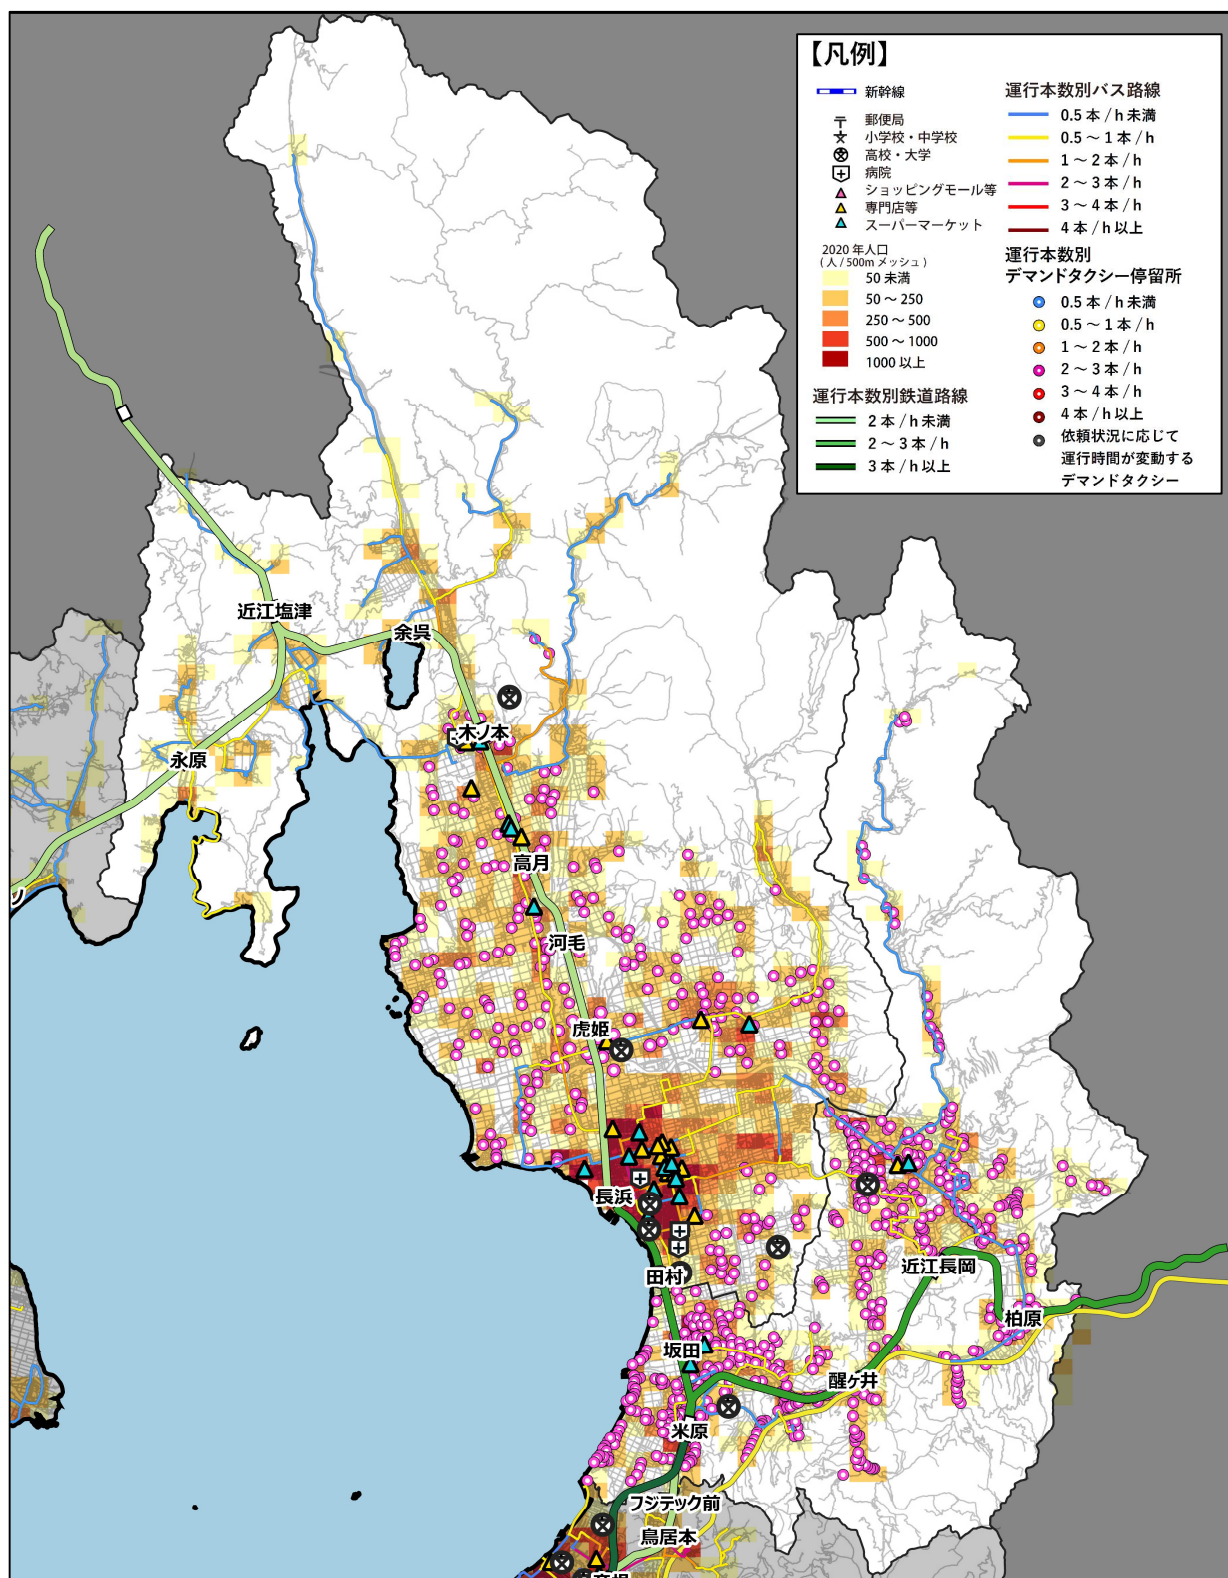 【凡例】
新幹線
郵便局
小学校・中学校
高校・大学
病院
ショッピングモール等
専門店等
スーパーマーケット
2020 年人口
( 人 / 500m メッシュ )
50 未満
50 ～ 250
250 ～ 500
500 ～ 1000
1000 以上
運行本数別鉄道路線
2 本 / h 未満
2 ～ 3 本 / h
3 本 / h 以上
運行本数別バス路線
0.5 本 / h 未満
0.5 ～ 1 本 / h
1 ～ 2 本 / h
2 ～ 3 本 / h
3 ～ 4 本 / h
4 本 / h 以上
運行本数別
デマンドタクシー停留所
0.5 本 / h 未満
0.5 ～ 1 本 / h
1 ～ 2 本 / h
2 ～ 3 本 / h
3 ～ 4 本 / h
4 本 / h 以上
依頼状況に応じて
運行時間が変動する
デマンドタクシー
近江塩津
余呉
木ノ本
永原
高月
河毛
虎姫
長浜
近江長岡
田村
柏原
坂田
醒ヶ井
米原
フジテック前
鳥居本